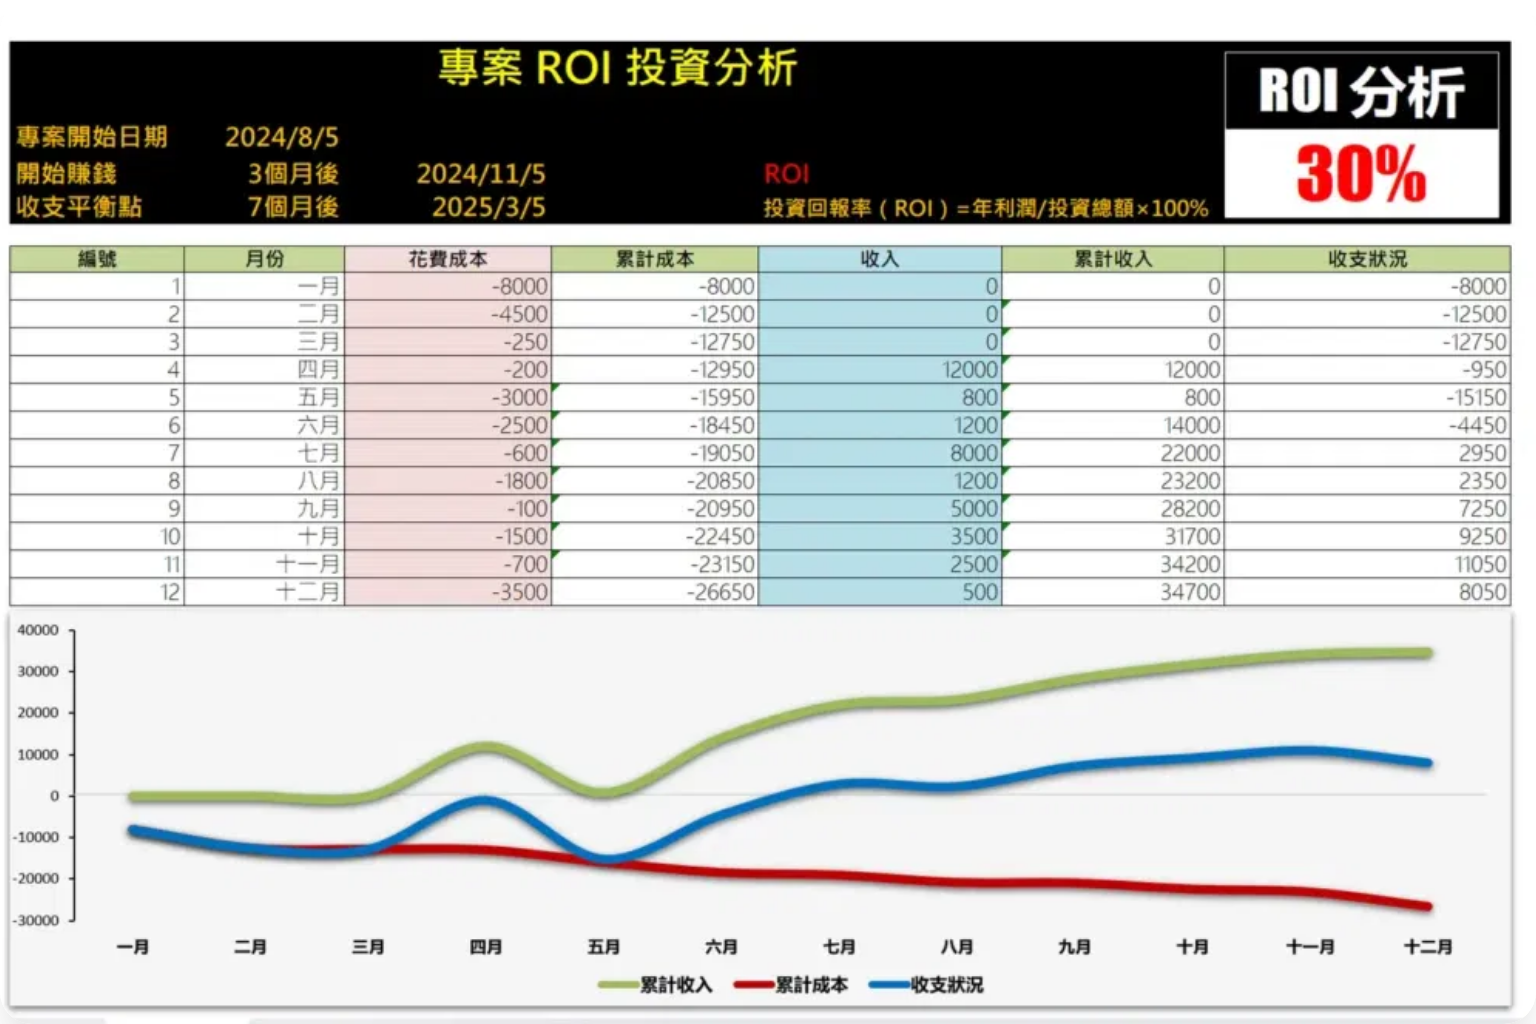 專案 ROI 投資分析
ROI 分析
30%
專案開始日期 2024/8/5
開始賺錢 3個月後 2024/11/5 ROI
收支平衡點 7個月後 2025/3/5 投資回報率（ROI）=年利潤/投資總額×100%
編號 月份 花費成本 累計成本 收入 累計收入 收支狀況
1 一月 -8000 -8000 0 0 -8000
2 二月 -4500 -12500 0 0 -12500
3 三月 -250 -12750 0 0 -12750
4 四月 -200 -12950 12000 12000 -950
5 五月 -3000 -15950 800 800 -15150
6 六月 -2500 -18450 1200 14000 -4450
7 七月 -600 -19050 8000 22000 2950
8 八月 -1800 -20850 1200 23200 2350
9 九月 -100 -20950 5000 28200 7250
10 十月 -1500 -22450 3500 31700 9250
11 十一月 -700 -23150 2500 34200 11050
12 十二月 -3500 -26650 500 34700 8050
40000
30000
20000
10000
0
-10000
-20000
-30000
一月 二月 三月 四月 五月 六月 七月 八月 九月 十月 十一月 十二月
累計收入 累計成本 收支狀況